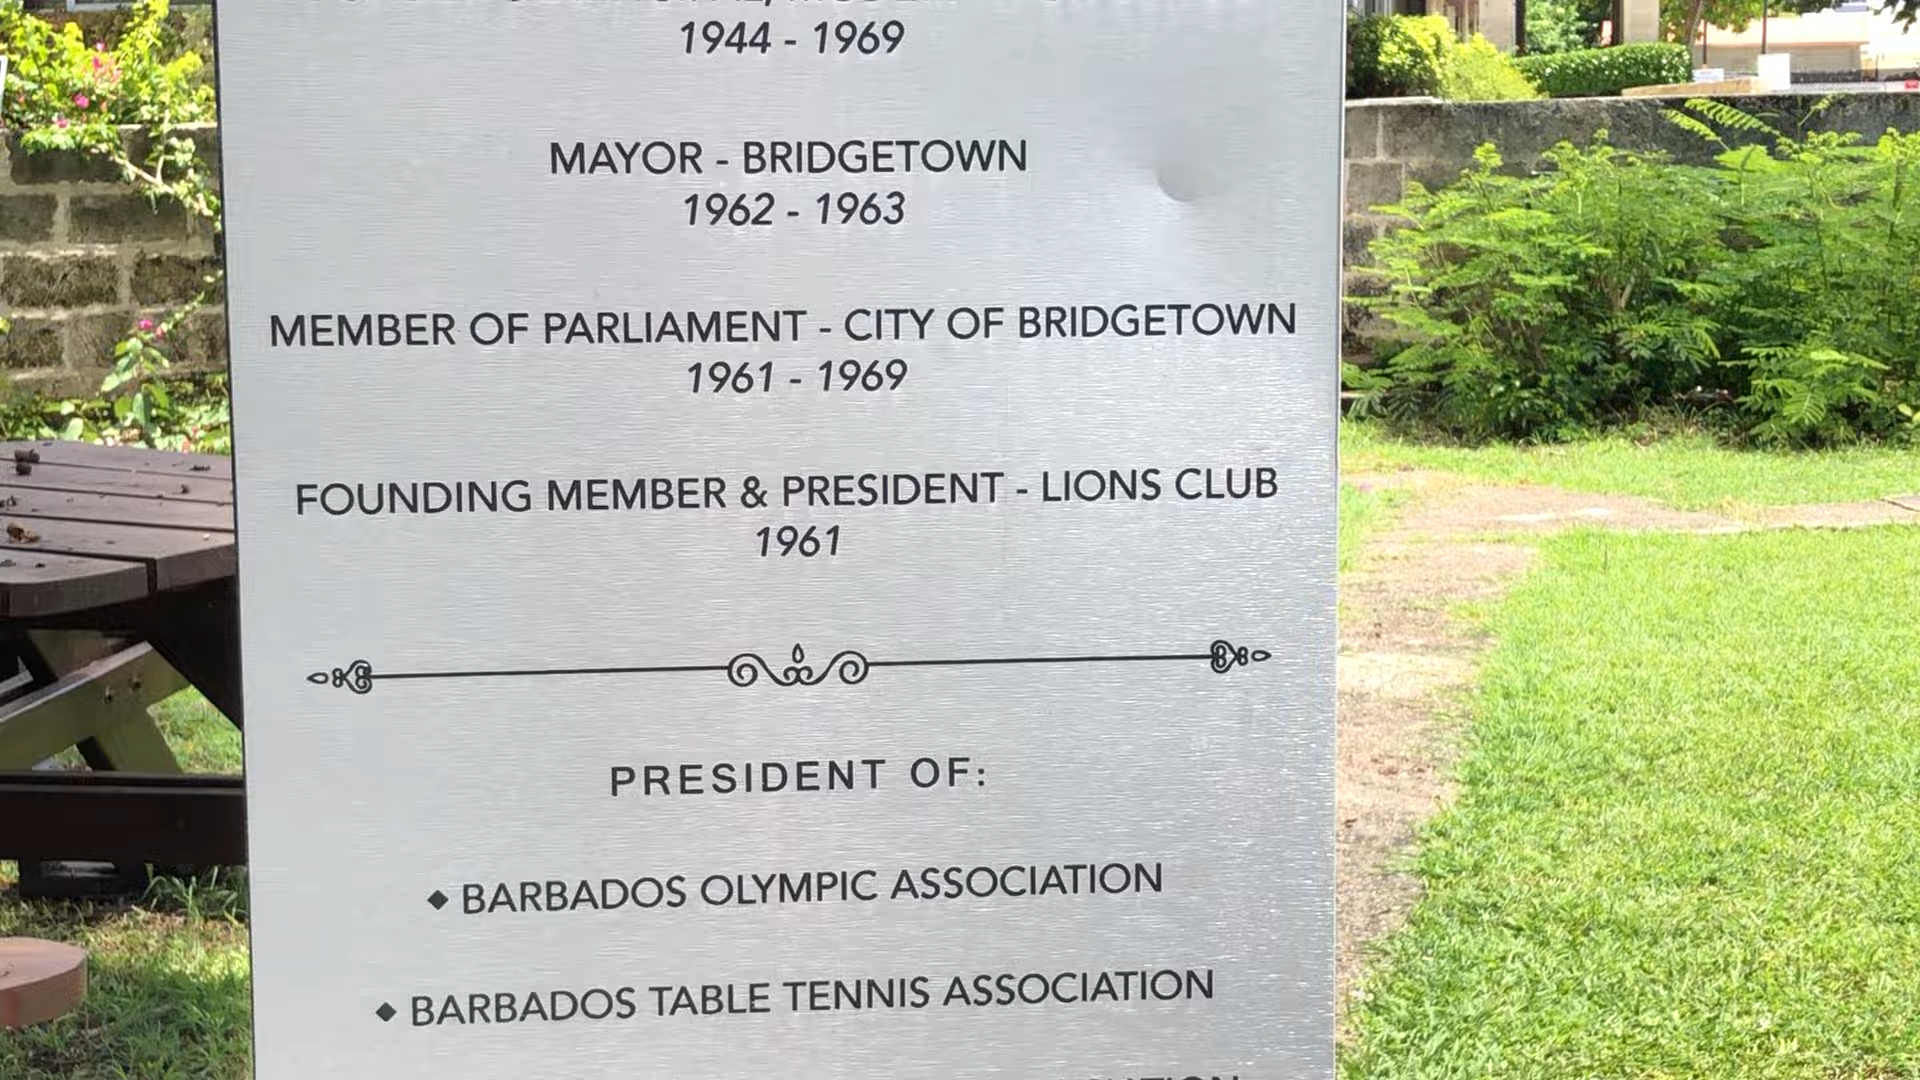 1944 - 1969
MAYOR - BRIDGETOWN
1962 - 1963
MEMBER OF PARLIAMENT - CITY OF BRIDGETOWN
1961 - 1969
FOUNDING MEMBER & PRESIDENT - LIONS CLUB
1961
PRESIDENT OF:
◆ BARBADOS OLYMPIC ASSOCIATION
◆ BARBADOS TABLE TENNIS ASSOCIATION